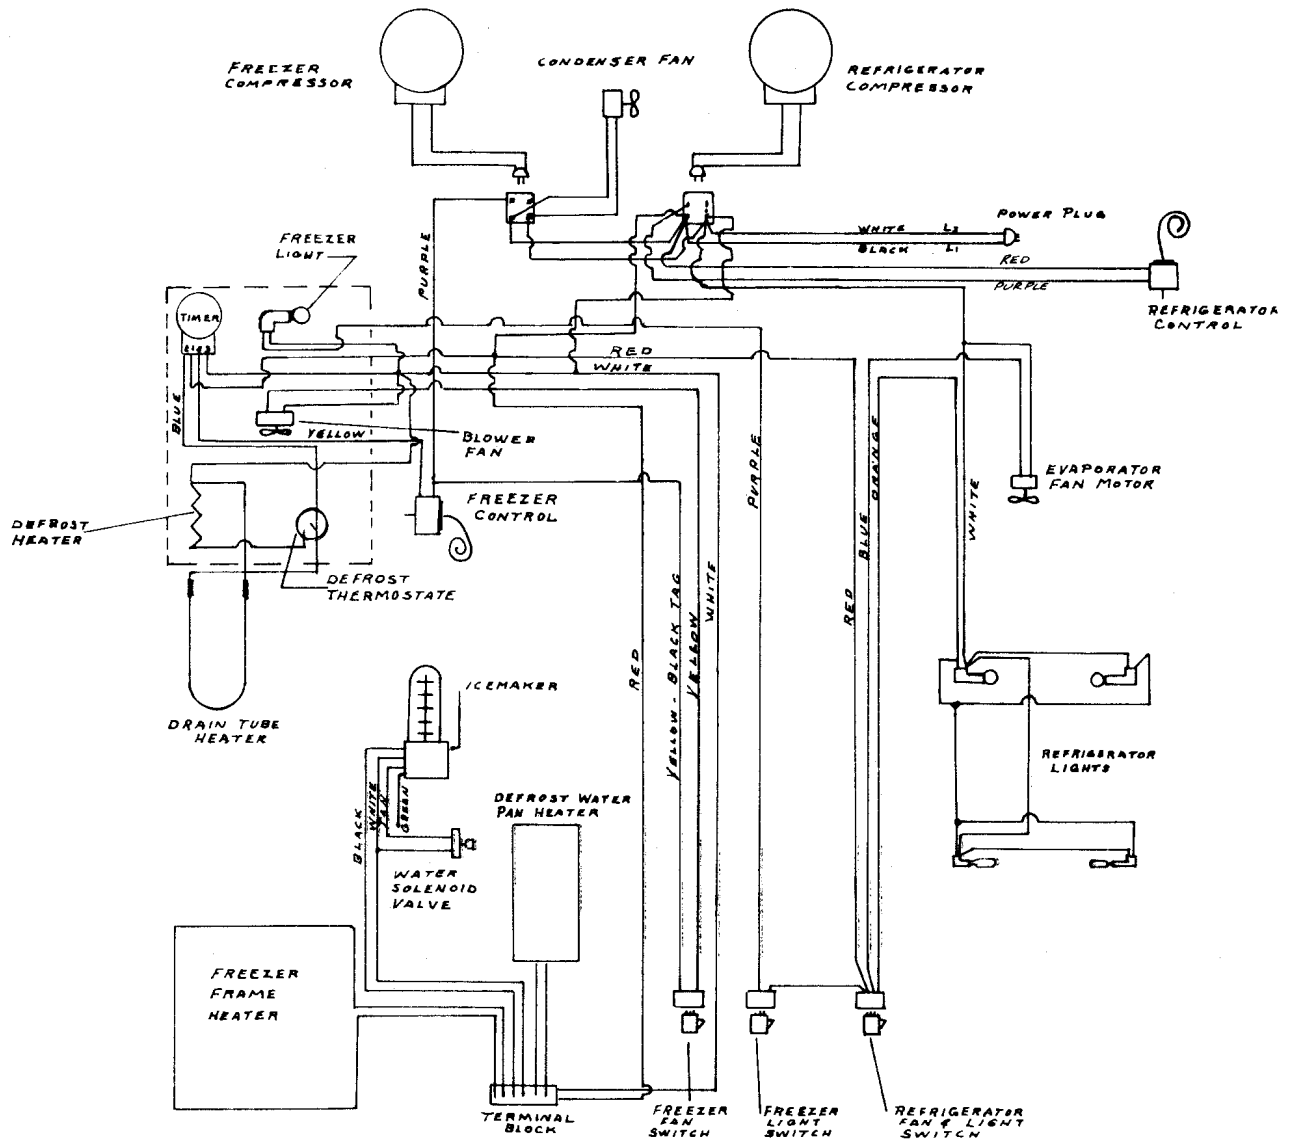 FREEZER
COMPRESSOR
CONDENSER FAN
REFRIGERATOR
COMPRESSOR
POWER PLUG
WHITE L2
BLACK L1
RED
PURPLE
REFRIGERATOR
CONTROL
FREEZER
LIGHT
PURPLE
TIMER
RED
WHITE
BLUE
YELLOW
BLOWER
FAN
DEFROST
HEATER
FREEZER
CONTROL
DEFROST
THERMOSTATE
PURPLE
BLUE
ORANGE
WHITE
EVAPORATOR
FAN MOTOR
RED
YELLOW - BLACK TAG
YELLOW
WHITE
RED
DRAIN TUBE
HEATER
ICEMAKER
BLACK
WHITE
TAN
GREEN
DEFROST WATER
PAN HEATER
WATER
SOLENOID
VALVE
REFRIGERATOR
LIGHTS
FREEZER
FRAME
HEATER
TERMINAL
BLOCK
FREEZER
FAN
SWITCH
FREEZER
LIGHT
SWITCH
REFRIGERATOR
FAN & LIGHT
SWITCH